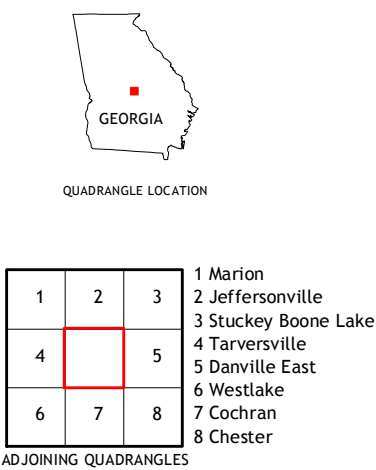 GEORGIA
QUADRANGLE LOCATION
1 2 3
4 5
6 7 8
1 Marion
2 Jeffersonville
3 Stuckey Boone Lake
4 Tarversville
5 Danville East
6 Westlake
7 Cochran
8 Chester
ADJOINING QUADRANGLES